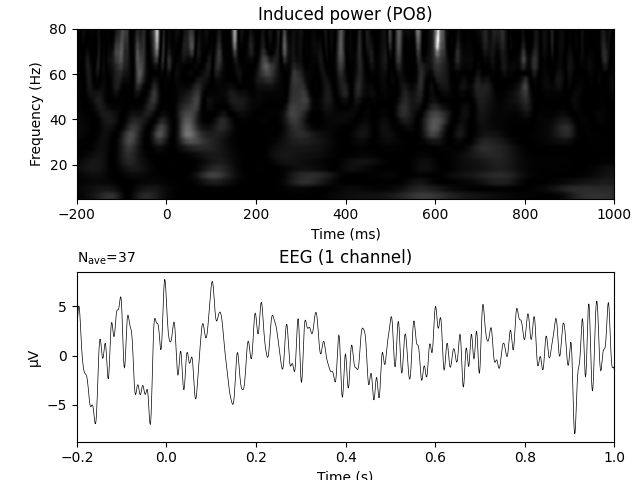 Induced power (PO8)
80
60
40
20
Frequency (Hz)
−200 0 200 400 600 800 1000
Time (ms)
Nave=37 EEG (1 channel)
5
0
−5
µV
−0.2 0.0 0.2 0.4 0.6 0.8 1.0
Time (s)